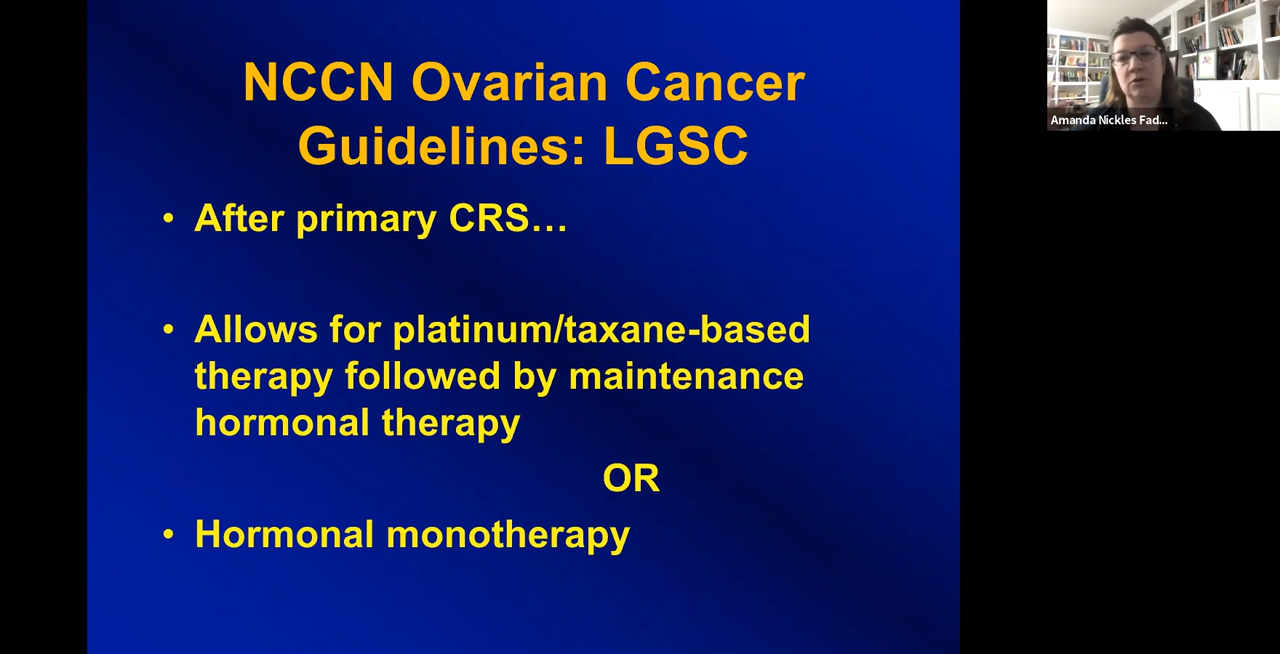 NCCN Ovarian Cancer
Guidelines: LGSC
• After primary CRS…
• Allows for platinum/taxane-based
therapy followed by maintenance
hormonal therapy
OR
• Hormonal monotherapy
Amanda Nickles Fad...